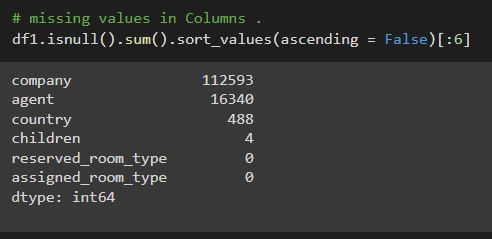 # missing values in Columns .
df1.isnull().sum().sort_values(ascending = False)[:6]
company 112593
agent 16340
country 488
children 4
reserved_room_type 0
assigned_room_type 0
dtype: int64